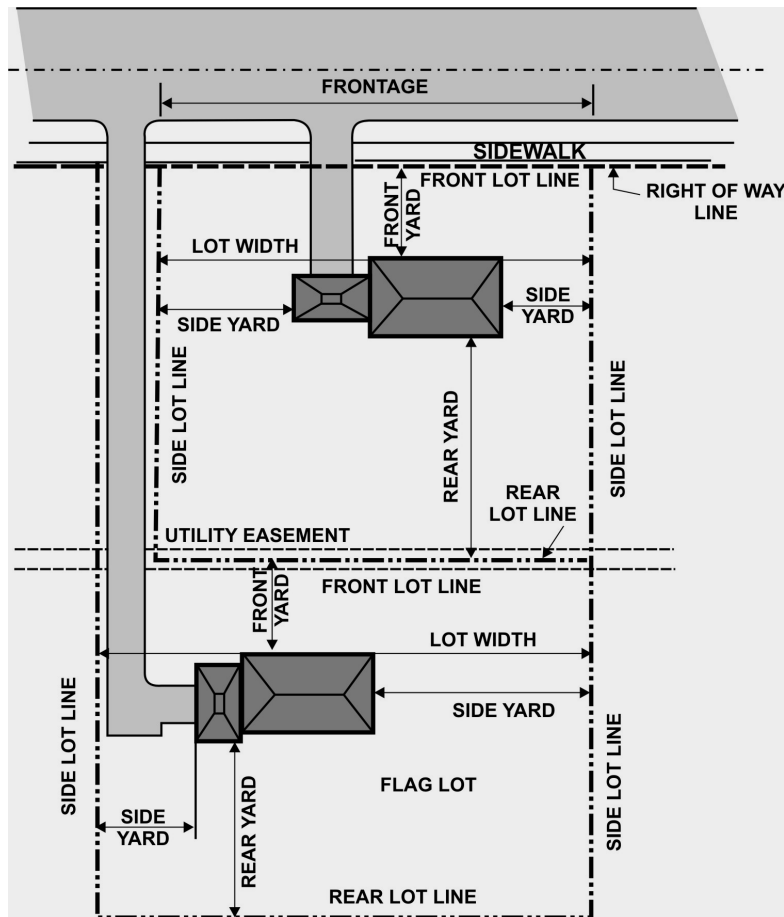 FRONTAGE
SIDEWALK
FRONT LOT LINE
RIGHT OF WAY
LINE
FRONT
YARD
LOT WIDTH
SIDE YARD
SIDE
YARD
SIDE LOT LINE
REAR YARD
SIDE LOT LINE
REAR
LOT LINE
UTILITY EASEMENT
FRONT LOT LINE
FRONT
YARD
LOT WIDTH
SIDE YARD
SIDE LOT LINE
SIDE LOT LINE
FLAG LOT
SIDE
YARD
REAR YARD
REAR LOT LINE